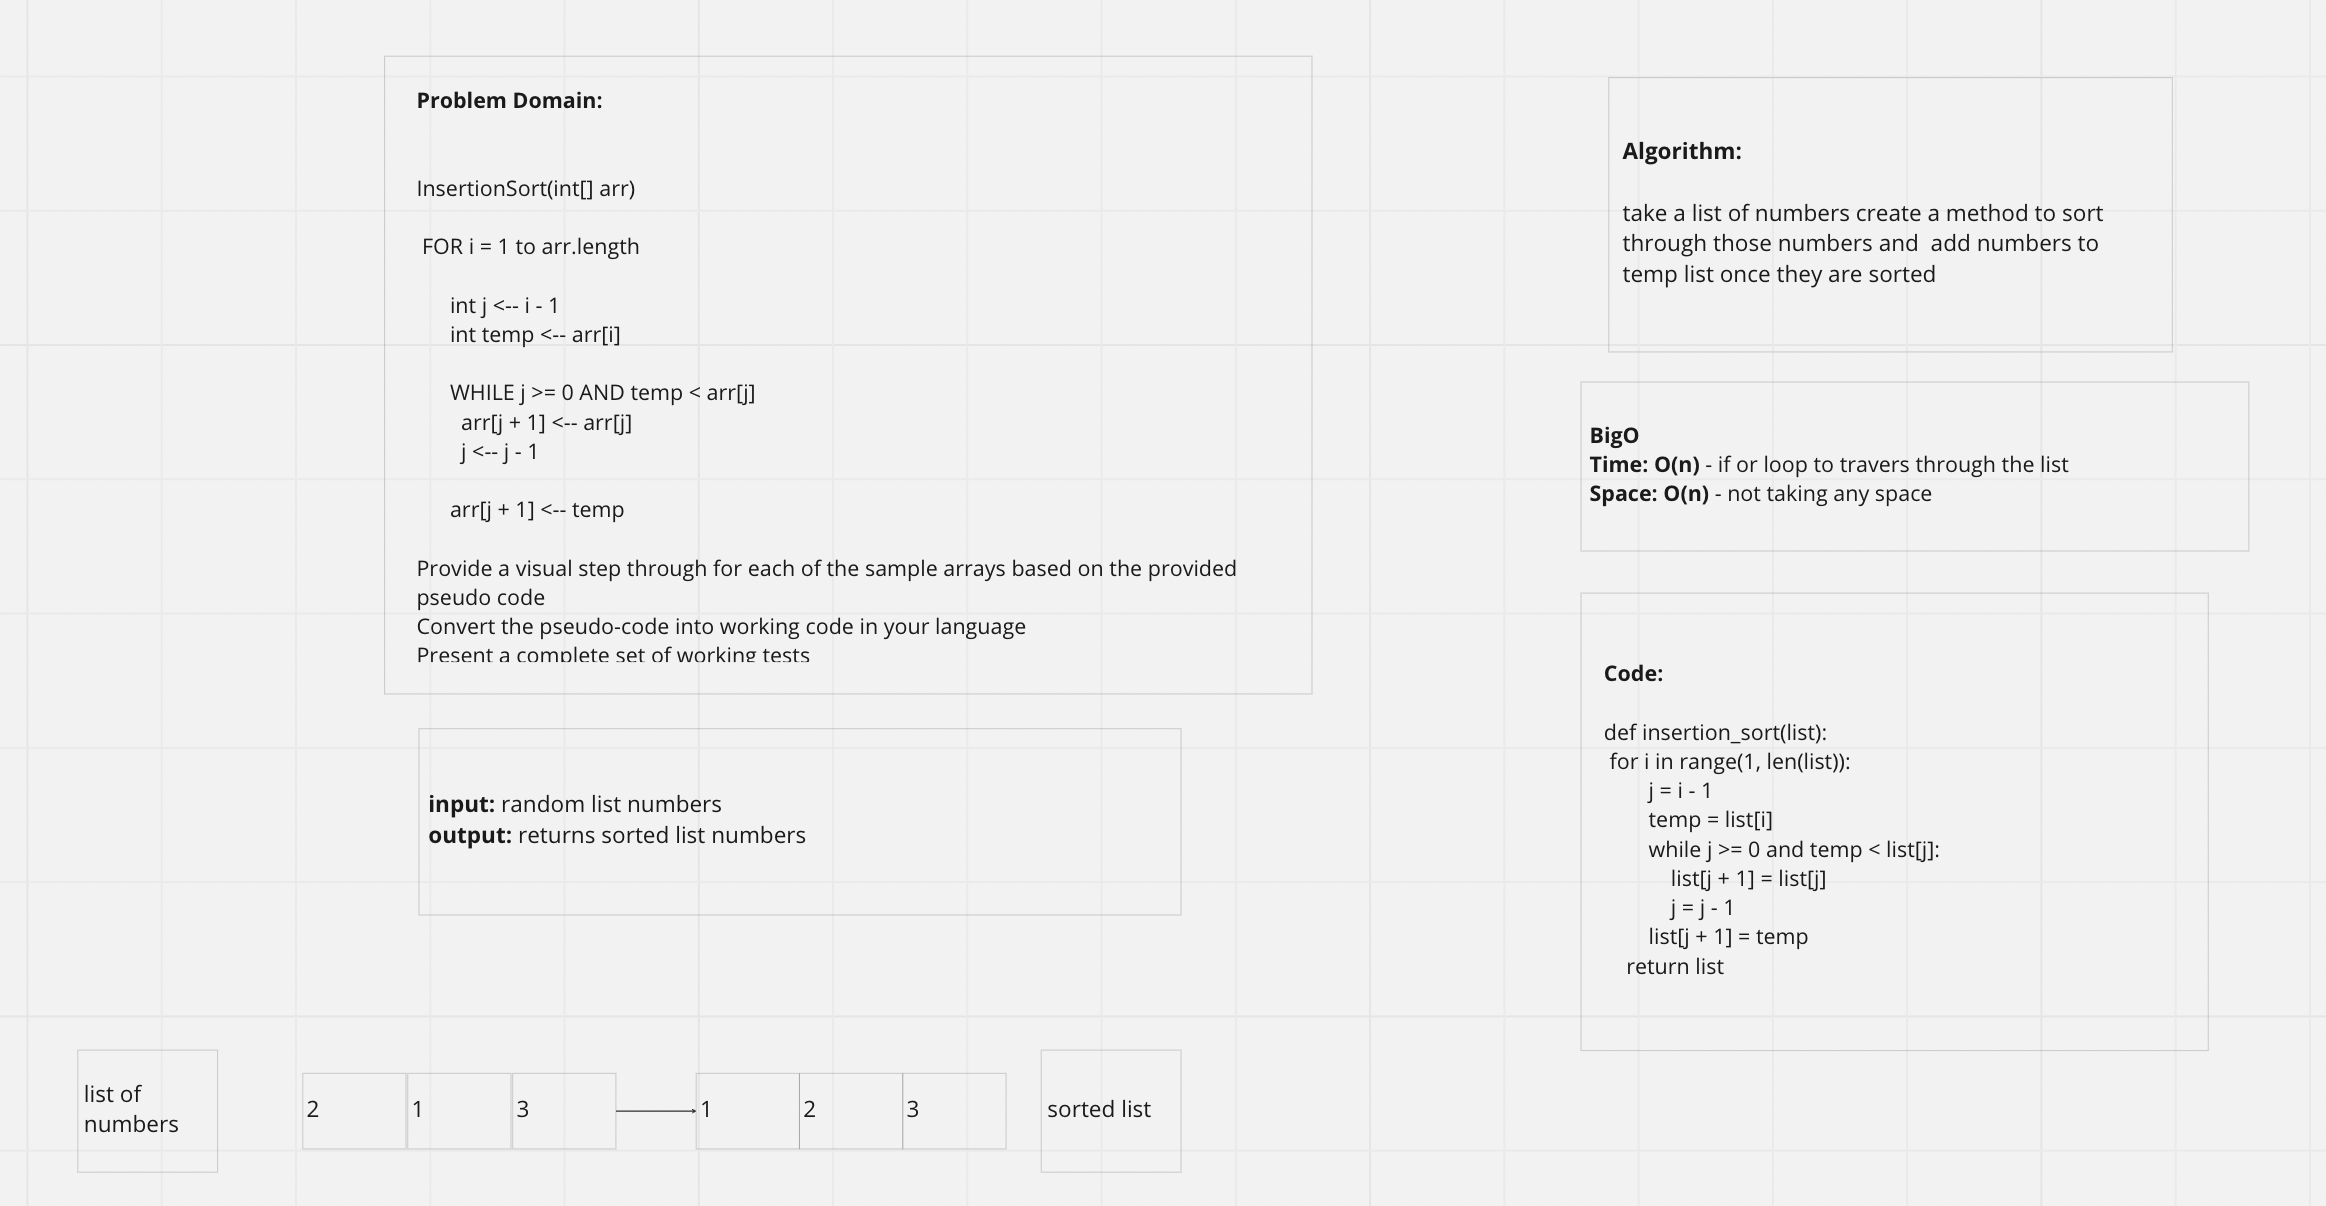 Problem Domain:
InsertionSort(int[] arr)
FOR i = 1 to arr.length
int j <-- i - 1
int temp <-- arr[i]
WHILE j >= 0 AND temp < arr[j]
arr[j + 1] <-- arr[j]
j <-- j - 1
arr[j + 1] <-- temp
Provide a visual step through for each of the sample arrays based on the provided
pseudo code
Convert the pseudo-code into working code in your language
Present a complete set of working tests
input: random list numbers
output: returns sorted list numbers
list of
numbers
2 1 3 1 2 3
sorted list
Algorithm:
take a list of numbers create a method to sort
through those numbers and  add numbers to
temp list once they are sorted
BigO
Time: O(n) - if or loop to travers through the list
Space: O(n) - not taking any space
Code:
def insertion_sort(list):
for i in range(1, len(list)):
j = i - 1
temp = list[i]
while j >= 0 and temp < list[j]:
list[j + 1] = list[j]
j = j - 1
list[j + 1] = temp
return list